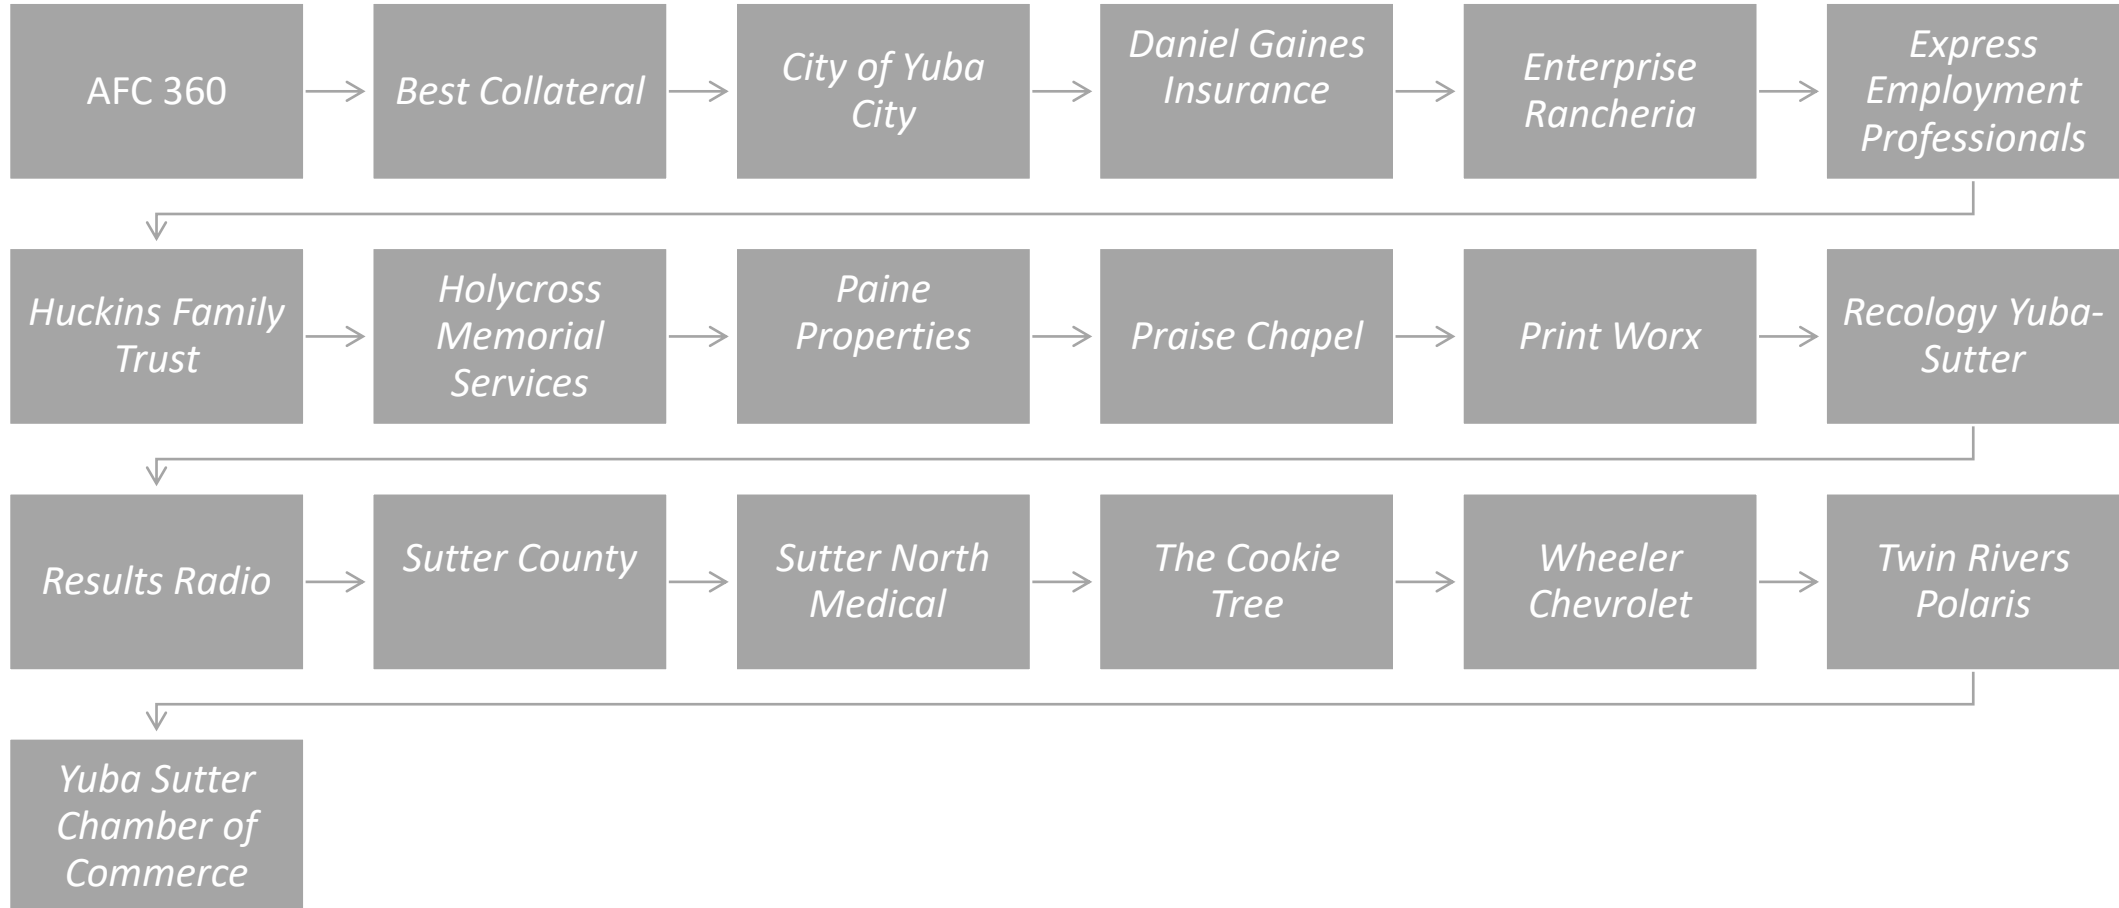 AFC 360
Best Collateral
City of Yuba
City
Daniel Gaines
Insurance
Enterprise
Rancheria
Express
Employment
Professionals
Huckins Family
Trust
Holycross
Memorial
Services
Paine
Properties
Praise Chapel
Print Worx
Recology Yuba-
Sutter
Results Radio
Sutter County
Sutter North
Medical
The Cookie
Tree
Wheeler
Chevrolet
Twin Rivers
Polaris
Yuba Sutter
Chamber of
Commerce